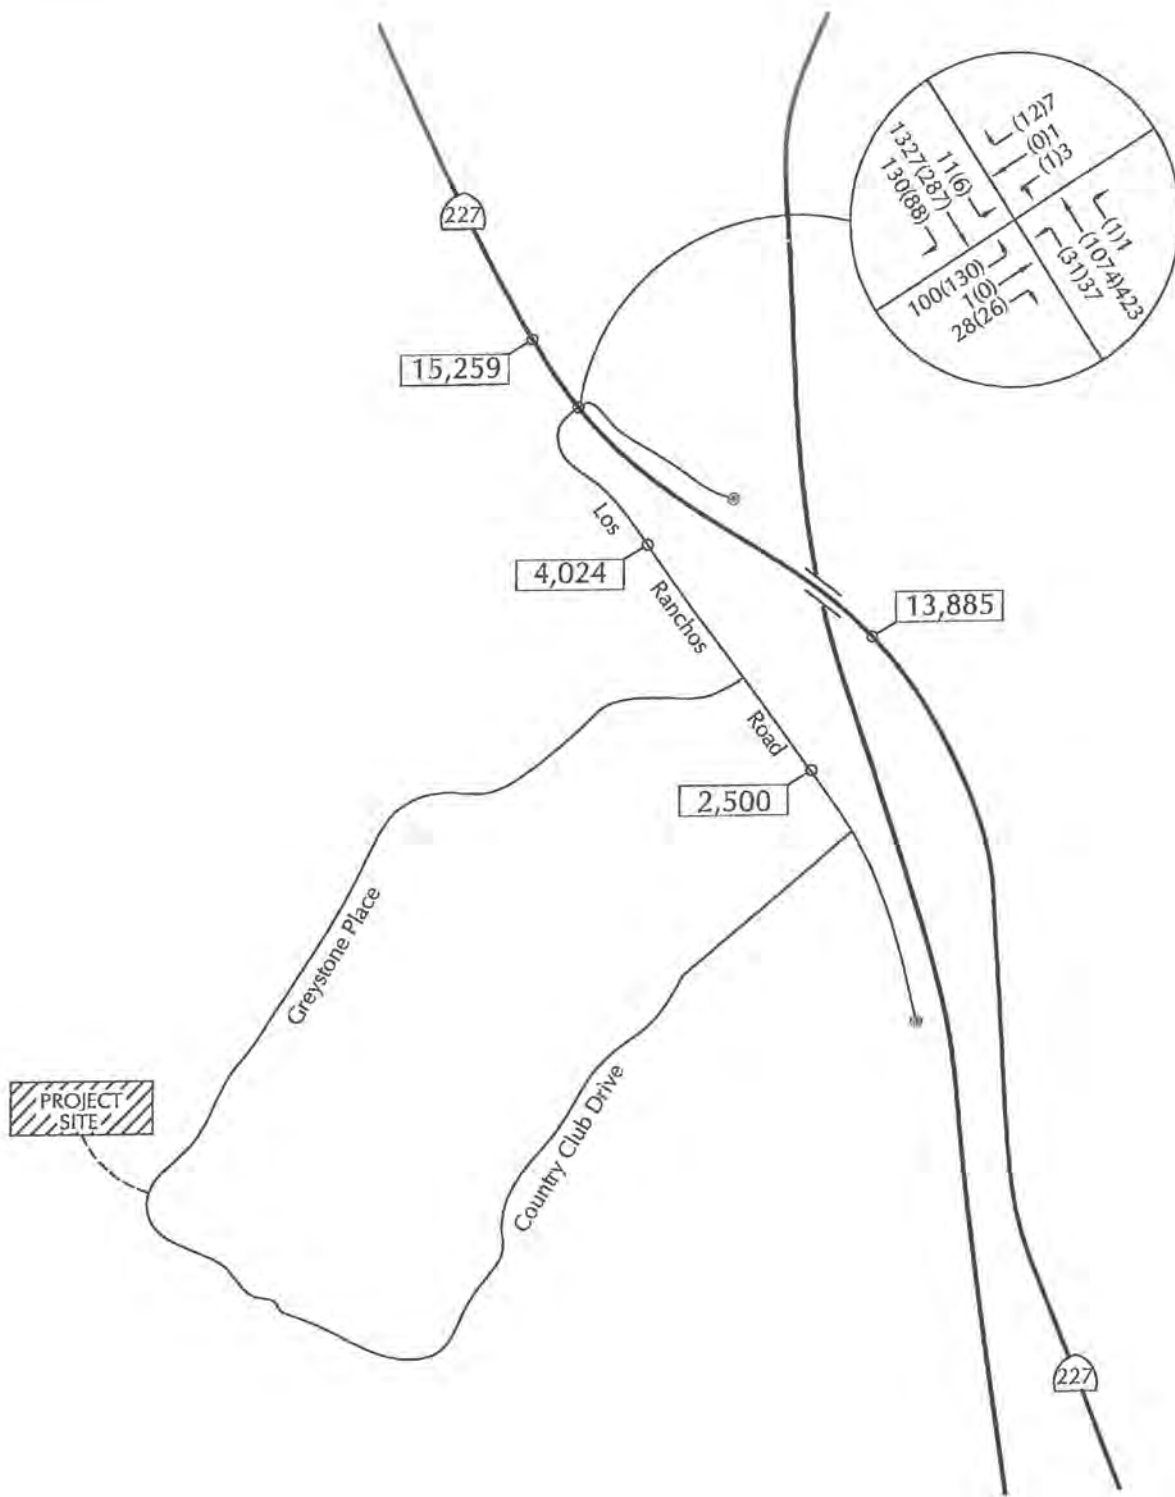 227
(12)7
(0)1
(1)3
11(6)
1327(287)
130(88)
(1)1
(1074)423
(31)37
100(130)
1(0)
28(26)
15,259
Los
4,024
Ranchos
13,885
Road
2,500
Greystone Place
PROJECT
SITE
Country Club Drive
227